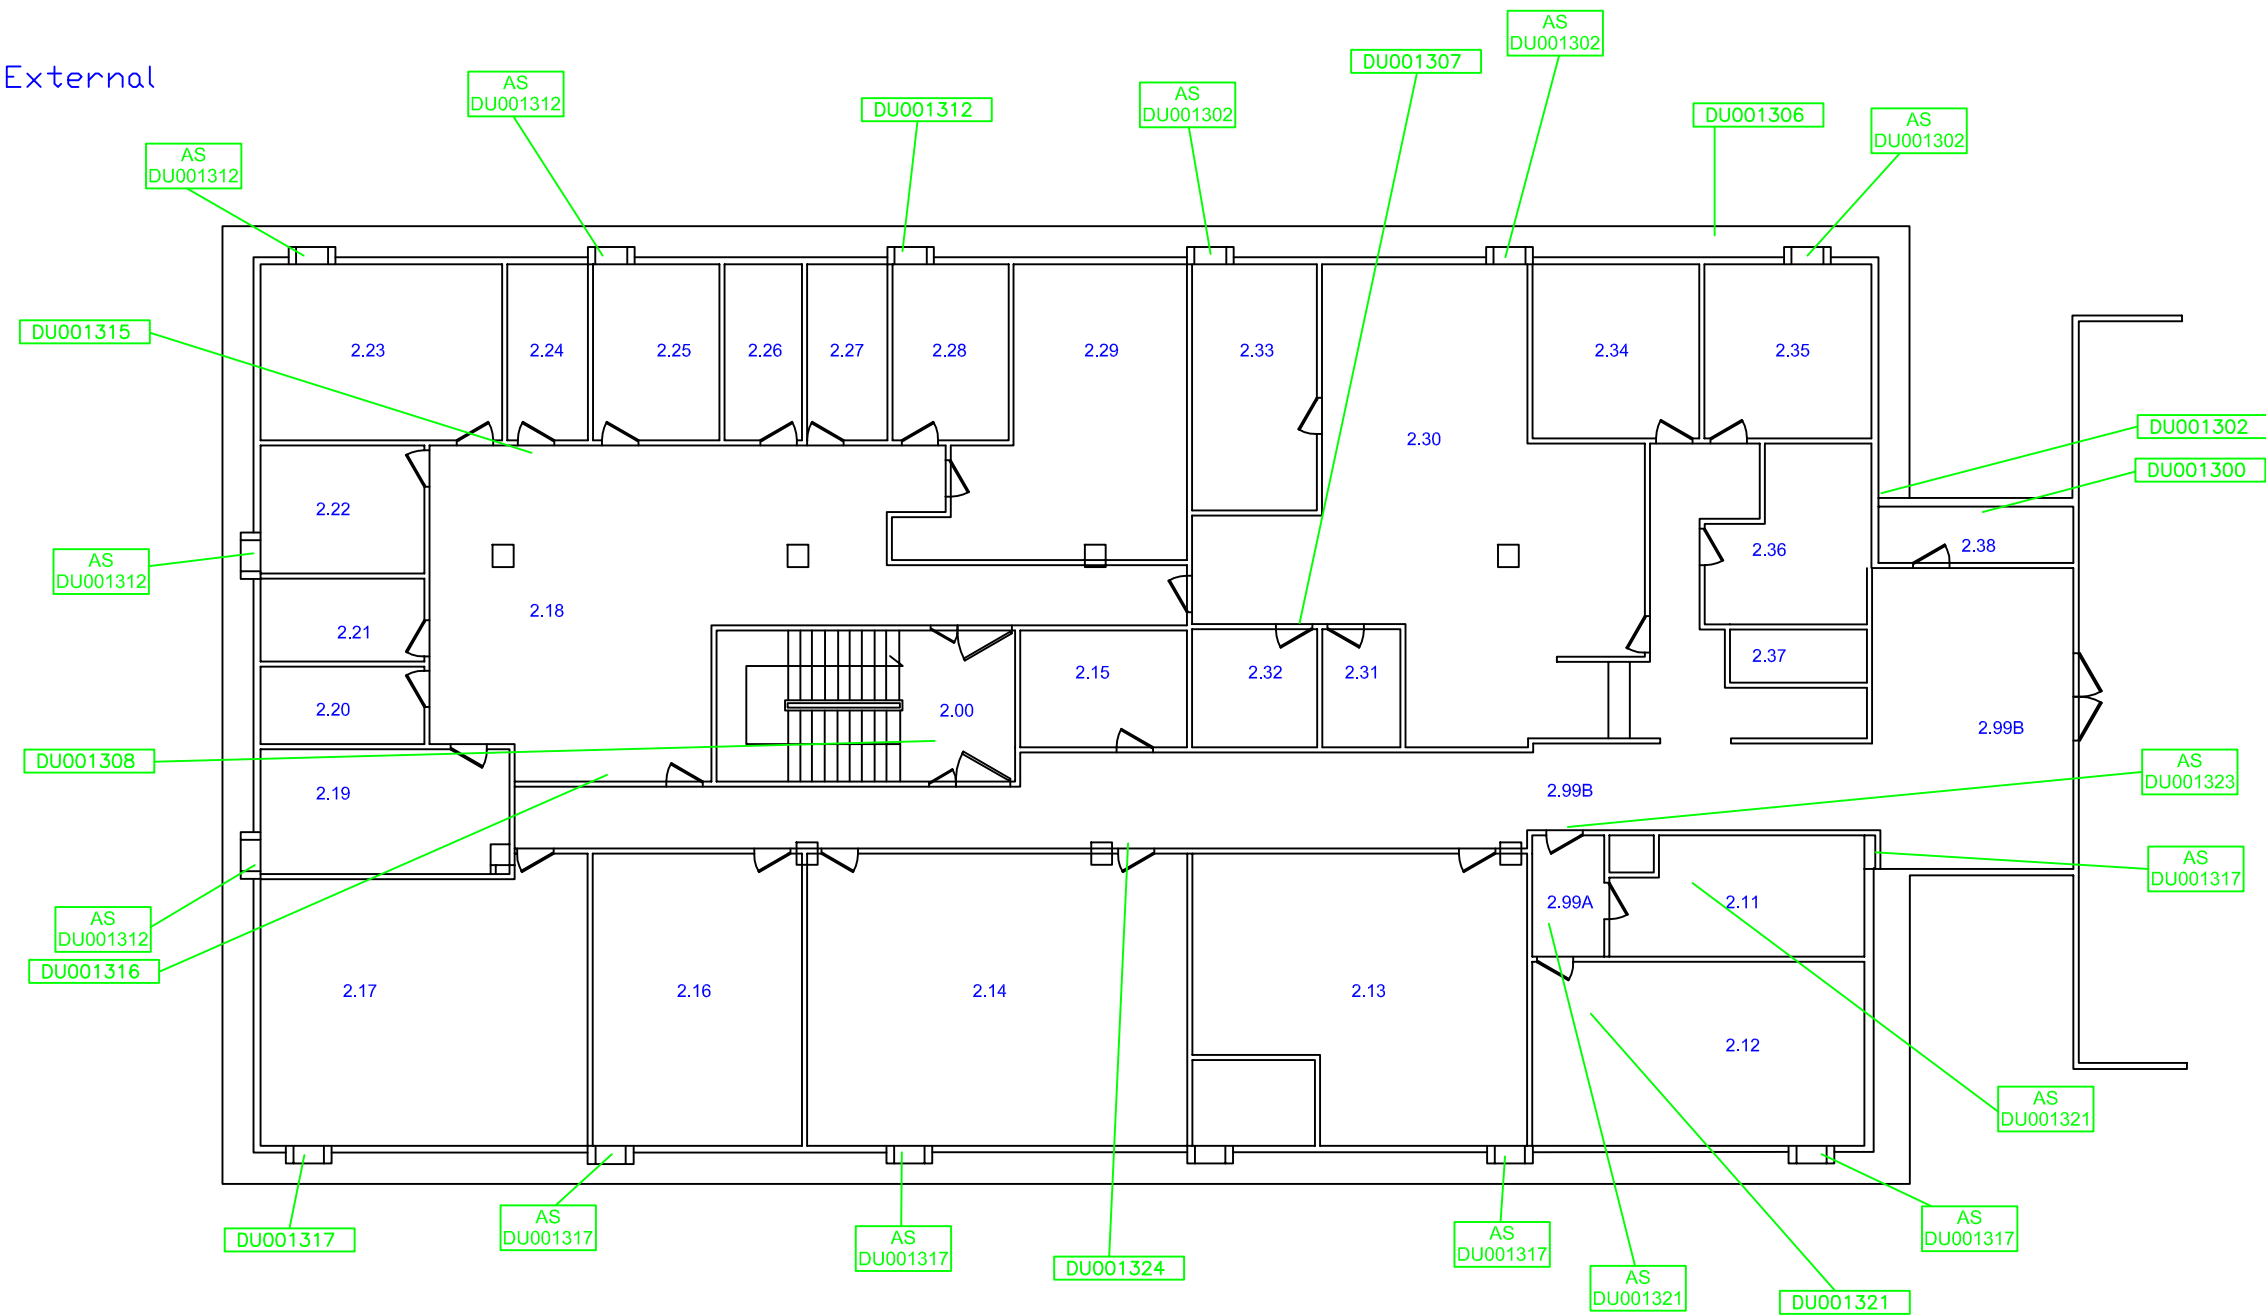 External
AS
DU001312
AS
DU001312
DU001312
AS
DU001302
DU001307
AS
DU001302
DU001306
AS
DU001302
DU001315
2.23
2.24
2.25
2.26
2.27
2.28
2.29
2.33
2.30
2.34
2.35
DU001302
DU001300
2.22
2.36
2.38
AS
DU001312
2.18
2.21
2.15
2.32
2.31
2.37
2.20
2.00
2.99B
DU001308
2.19
2.99B
AS
DU001323
AS
DU001317
AS
DU001312
2.99A
2.11
DU001316
2.17
2.16
2.14
2.13
2.12
AS
DU001321
DU001317
AS
DU001317
AS
DU001317
DU001324
AS
DU001317
AS
DU001317
AS
DU001321
DU001321